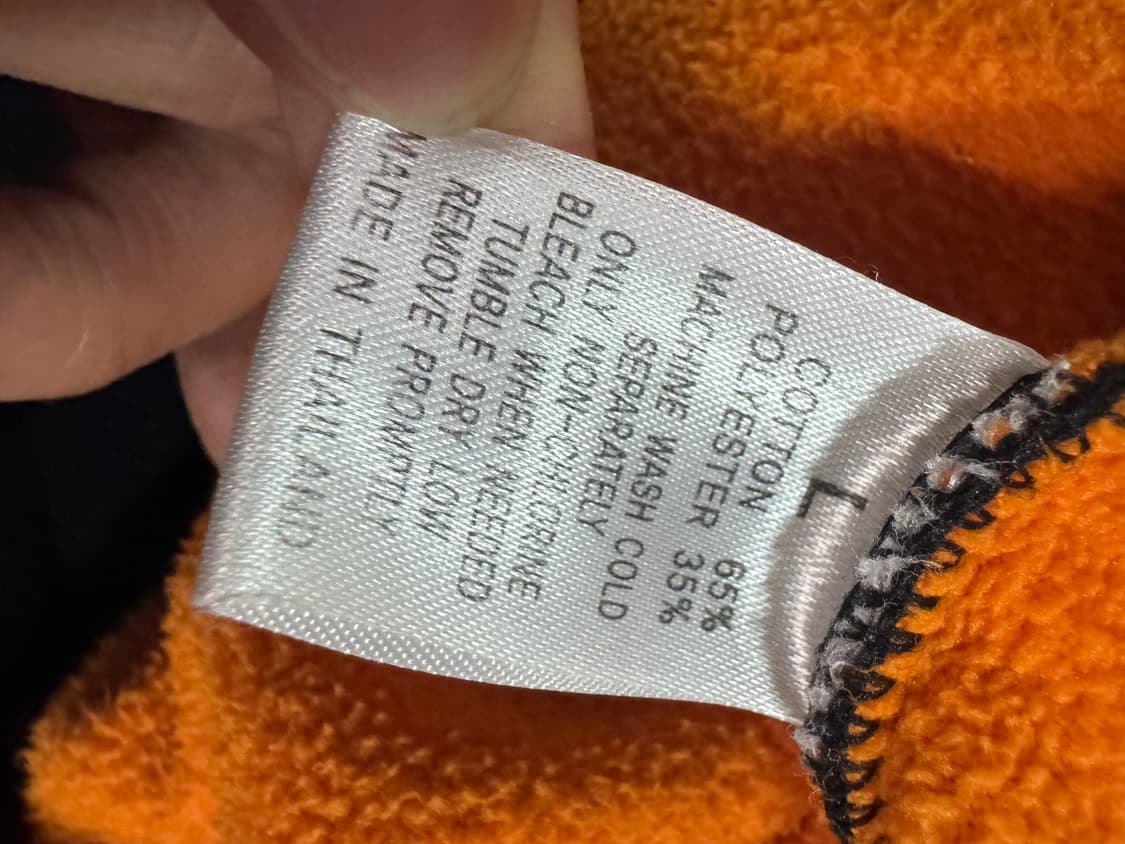 L
COTTON 65%
POLYESTER 35%
MACHINE WASH COLD
SEPARATELY
ONLY NON-CHLORINE
BLEACH WHEN NEEDED
TUMBLE DRY LOW
REMOVE PROMPTLY
MADE IN THAILAND